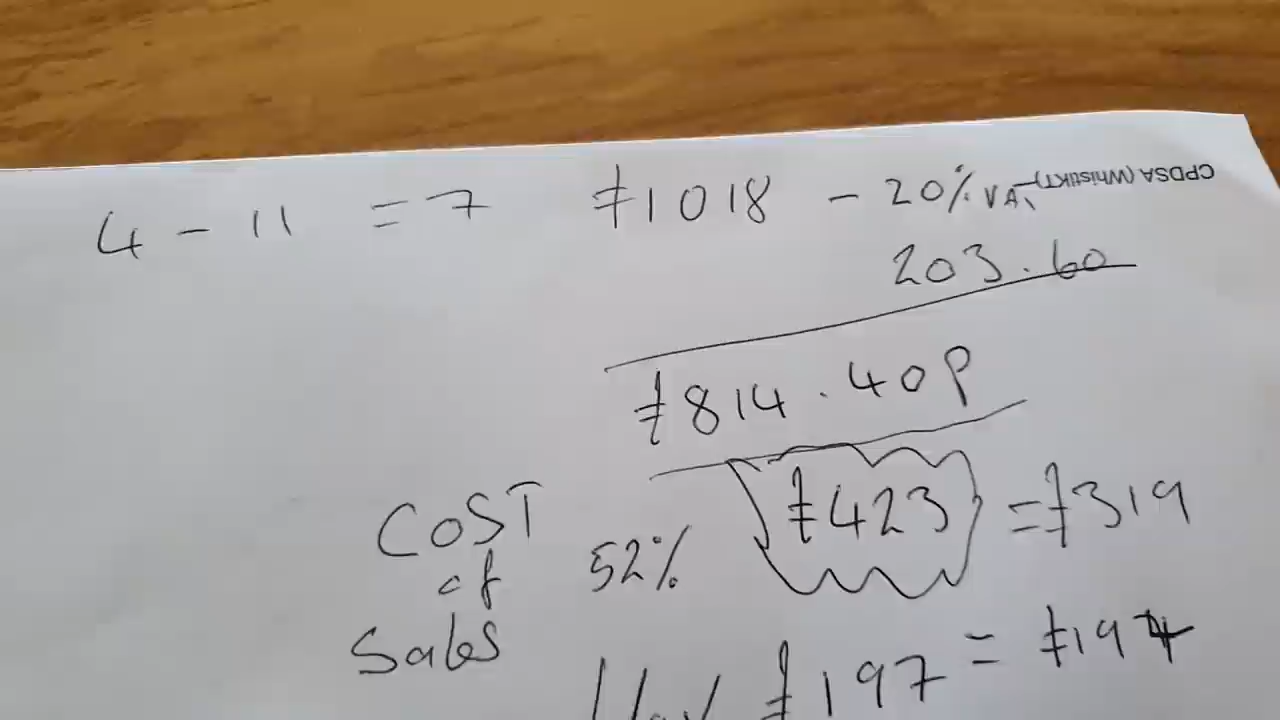 4 - 11 = 7 £1018 - 20% VAT
CPDSA (WhistlKT)
203.60
£814.40p
COST of Sales 52% £423 = £319
£197 = £194